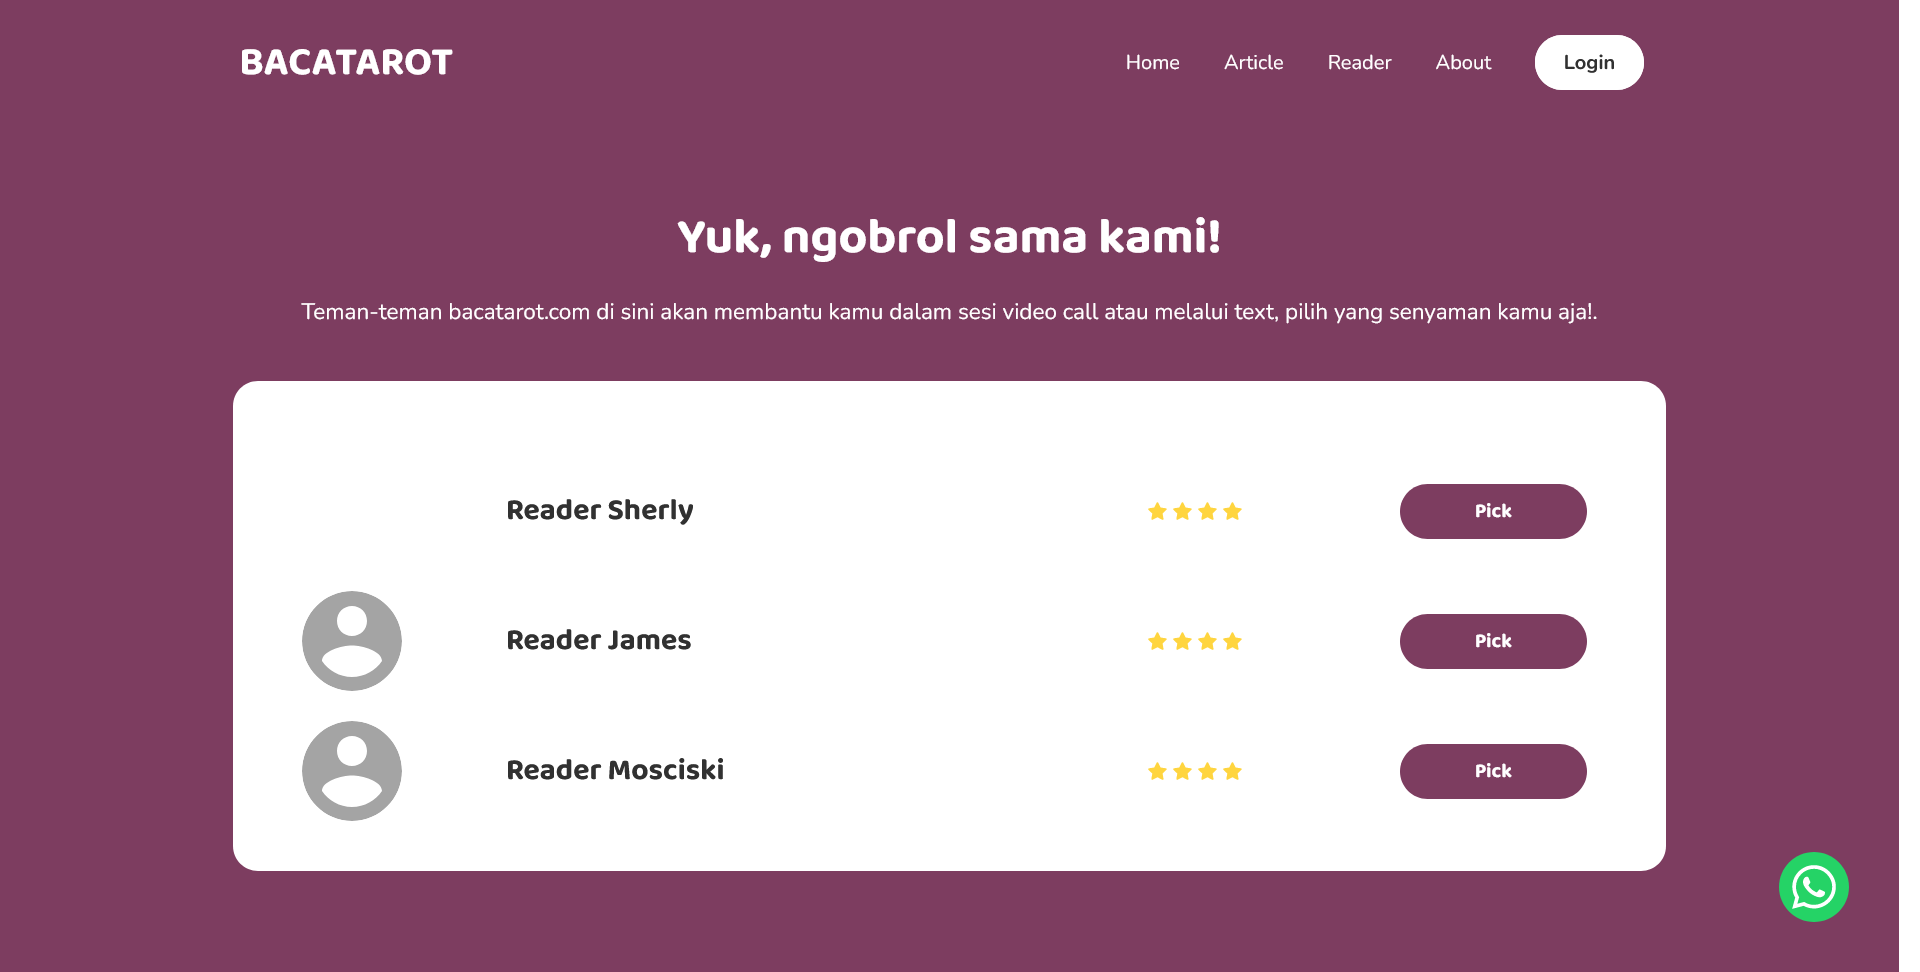 BACATAROT
Home Article Reader About Login
Yuk, ngobrol sama kami!
Teman-teman bacatarot.com di sini akan membantu kamu dalam sesi video call atau melalui text, pilih yang senyaman kamu aja!.
Reader Sherly Pick
Reader James Pick
Reader Mosciski Pick